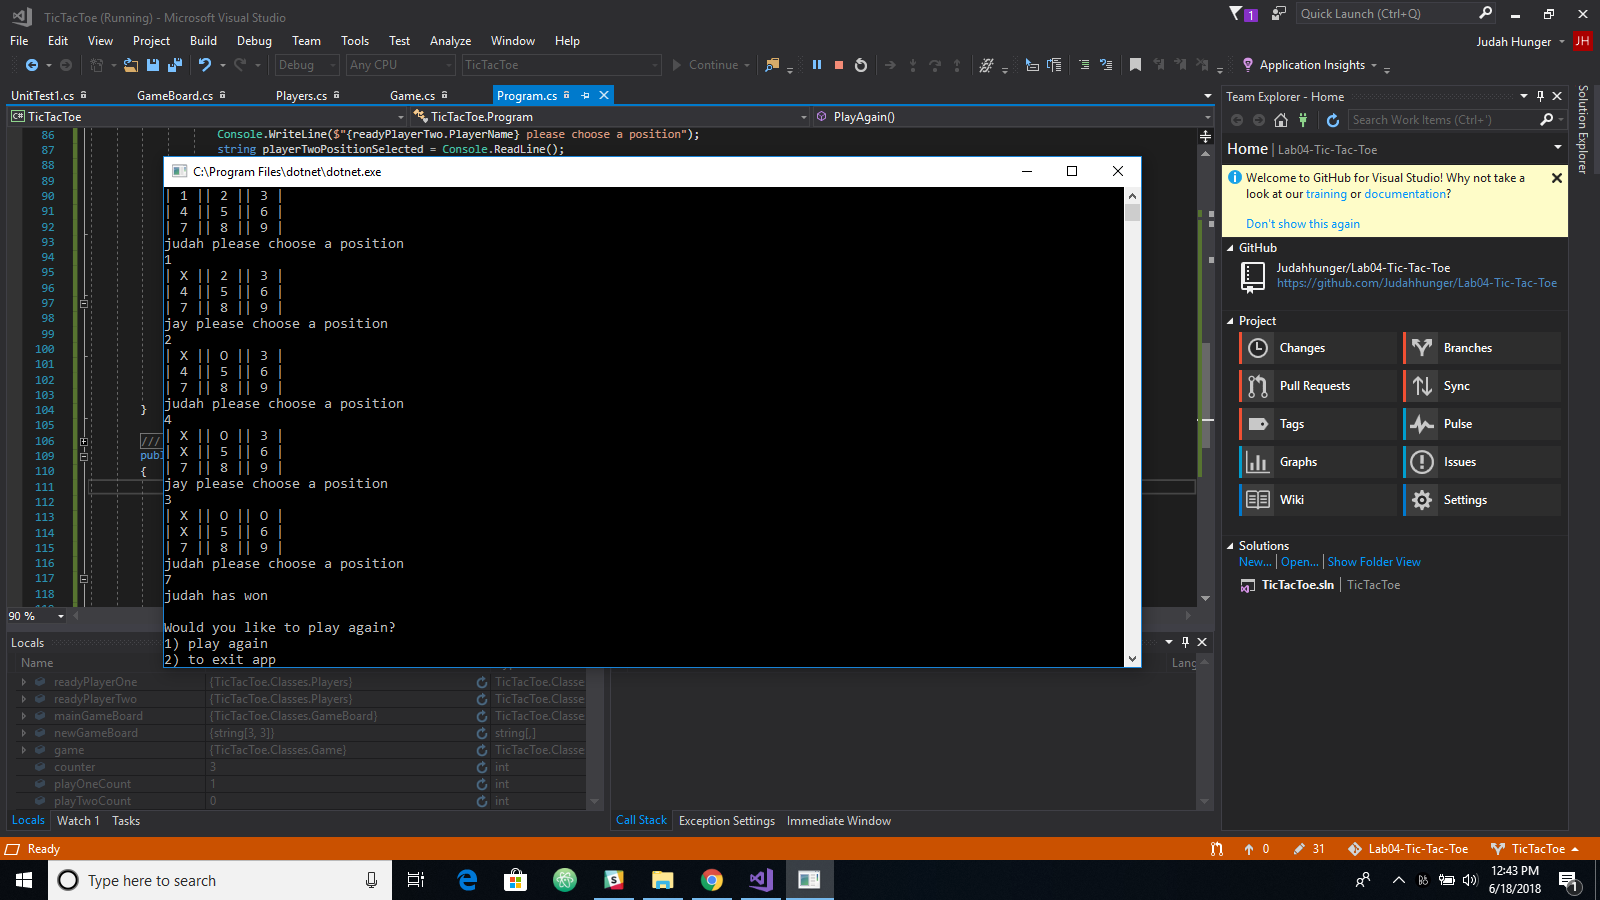 TicTacToe (Running) - Microsoft Visual Studio
1
Quick Launch (Ctrl+Q)
File Edit View Project Build Debug Team Tools Test Analyze Window Help
Judah Hunger JH
Debug Any CPU TicTacToe Continue Application Insights
UnitTest1.cs GameBoard.cs Players.cs Game.cs Program.cs
C# TicTacToe TicTacToe.Program PlayAgain()
86 Console.WriteLine($"{readyPlayerTwo.PlayerName} please choose a position");
87 string playerTwoPositionSelected = Console.ReadLine();
88
89
90
91
92
93
94
95
96
97
98
99
100
101
102
103
104 }
105
106 ///
109 publ
110 {
111
112
113
114
115
116
117
118
90 %
C:\Program Files\dotnet\dotnet.exe
| 1 || 2 || 3 |
| 4 || 5 || 6 |
| 7 || 8 || 9 |
judah please choose a position
1
| X || 2 || 3 |
| 4 || 5 || 6 |
| 7 || 8 || 9 |
jay please choose a position
2
| X || O || 3 |
| 4 || 5 || 6 |
| 7 || 8 || 9 |
judah please choose a position
4
| X || O || 3 |
| X || 5 || 6 |
| 7 || 8 || 9 |
jay please choose a position
3
| X || O || O |
| X || 5 || 6 |
| 7 || 8 || 9 |
judah please choose a position
7
judah has won
Would you like to play again?
1) play again
2) to exit app
Locals
Name
Lang
readyPlayerOne {TicTacToe.Classes.Players} TicTacToe.Classe
readyPlayerTwo {TicTacToe.Classes.Players} TicTacToe.Classe
mainGameBoard {TicTacToe.Classes.GameBoard} TicTacToe.Classe
newGameBoard {string[3, 3]} string[,]
game {TicTacToe.Classes.Game} TicTacToe.Classe
counter 3 int
playOneCount 1 int
playTwoCount 0 int
Locals Watch 1 Tasks
Call Stack Exception Settings Immediate Window
Team Explorer - Home
Search Work Items (Ctrl+')
Home | Lab04-Tic-Tac-Toe
Welcome to GitHub for Visual Studio! Why not take a
look at our training or documentation?
Don't show this again
GitHub
Judahhunger/Lab04-Tic-Tac-Toe
https://github.com/Judahhunger/Lab04-Tic-Tac-Toe
Project
Changes Branches
Pull Requests Sync
Tags Pulse
Graphs Issues
Wiki Settings
Solutions
New... | Open... | Show Folder View
TicTacToe.sln | TicTacToe
Solution Explorer
Ready
0 31 Lab04-Tic-Tac-Toe TicTacToe
Type here to search
12:43 PM
6/18/2018
1